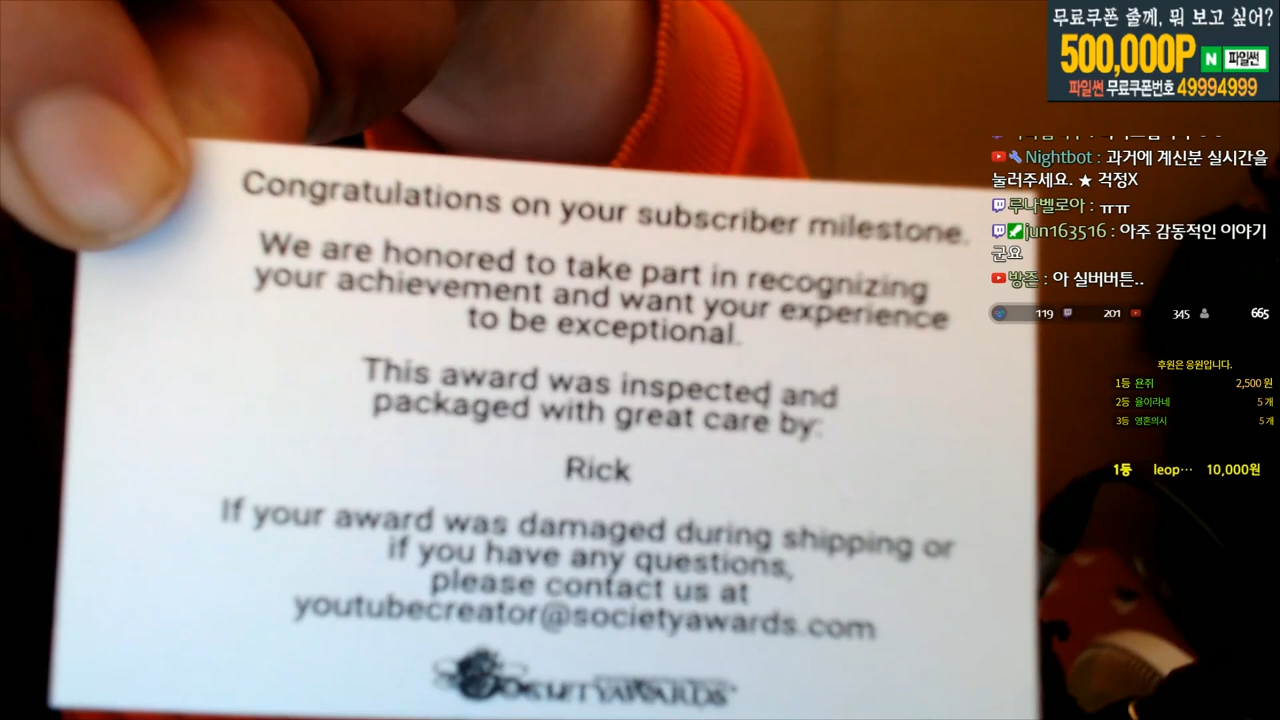 Congratulations on your subscriber milestone.
We are honored to take part in recognizing
your achievement and want your experience
to be exceptional.
This award was inspected and
packaged with great care by:
Rick
If your award was damaged during shipping or
if you have any questions,
please contact us at
youtubecreator@societyawards.com
SOCIETYAWARDS
무료쿠폰 줄께, 뭐 보고 싶어?
500,000P N 파일썬
파일썬 무료쿠폰번호 49994999
Nightbot : 과거에 계신분 실시간을
눌러주세요. ★ 걱정X
루나벨로아 : ㅠㅠ
jun163516 : 아주 감동적인 이야기
군요
방준 : 아 실버버튼..
119 201 345 665
후원은 응원입니다.
1등 욘쥐 2,500 원
2등 율이라네 5 개
3등 영혼의시 5 개
1등 leop… 10,000원